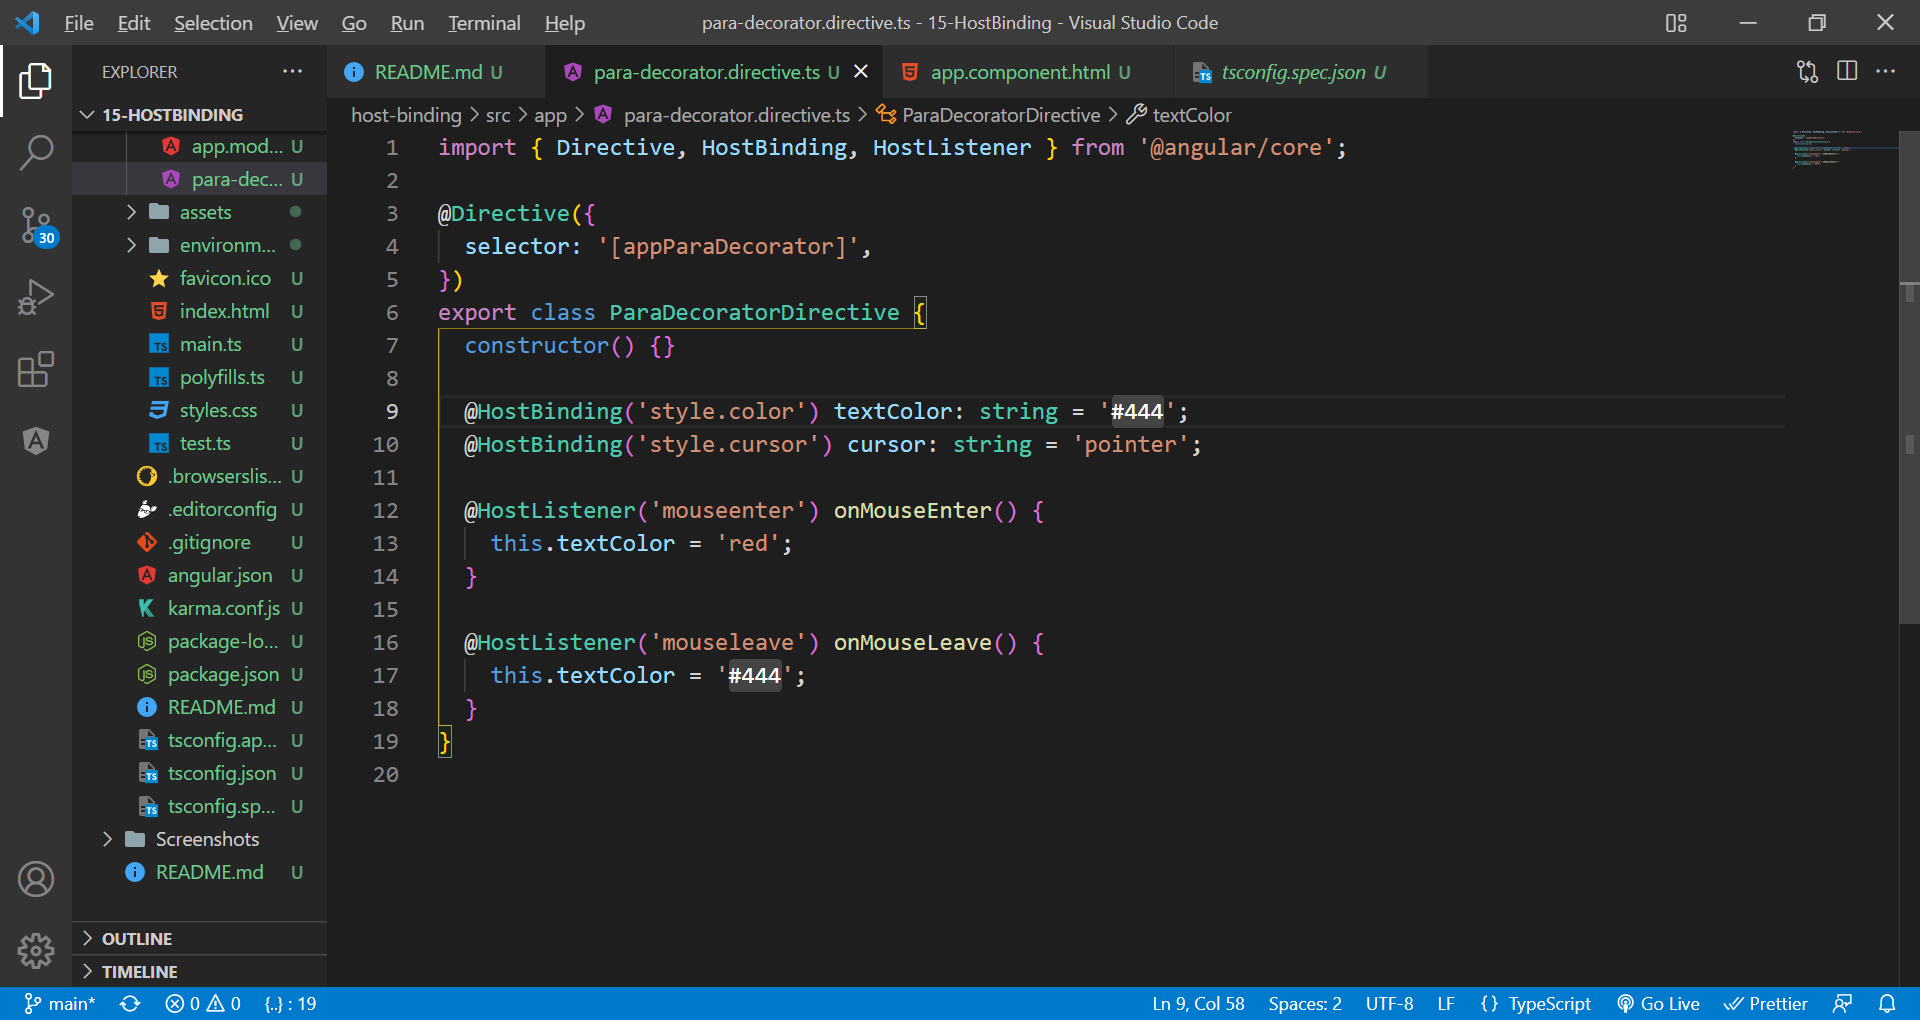 File Edit Selection View Go Run Terminal Help
para-decorator.directive.ts - 15-HostBinding - Visual Studio Code
EXPLORER
15-HOSTBINDING
app.mod... U
para-dec... U
assets
environm...
favicon.ico U
index.html U
main.ts U
polyfills.ts U
styles.css U
test.ts U
.browserslis... U
.editorconfig U
.gitignore U
angular.json U
karma.conf.js U
package-lo... U
package.json U
README.md U
tsconfig.ap... U
tsconfig.json U
tsconfig.sp... U
Screenshots
README.md U
OUTLINE
TIMELINE
30
README.md U
para-decorator.directive.ts U
app.component.html U
tsconfig.spec.json U
host-binding > src > app > para-decorator.directive.ts > ParaDecoratorDirective > textColor
1 import { Directive, HostBinding, HostListener } from '@angular/core';
2
3 @Directive({
4 selector: '[appParaDecorator]',
5 })
6 export class ParaDecoratorDirective {
7 constructor() {}
8
9 @HostBinding('style.color') textColor: string = '#444';
10 @HostBinding('style.cursor') cursor: string = 'pointer';
11
12 @HostListener('mouseenter') onMouseEnter() {
13 this.textColor = 'red';
14 }
15
16 @HostListener('mouseleave') onMouseLeave() {
17 this.textColor = '#444';
18 }
19 }
20
main* 0 0 {..} : 19
Ln 9, Col 58 Spaces: 2 UTF-8 LF {} TypeScript Go Live Prettier